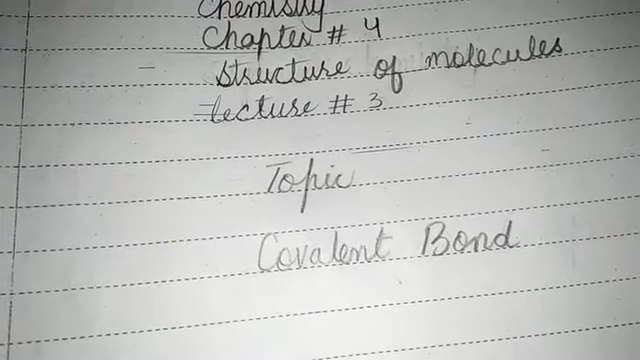 Chemistry
Chapter # 4
Structure of molecules
Lecture # 3
Topic
Covalent Bond